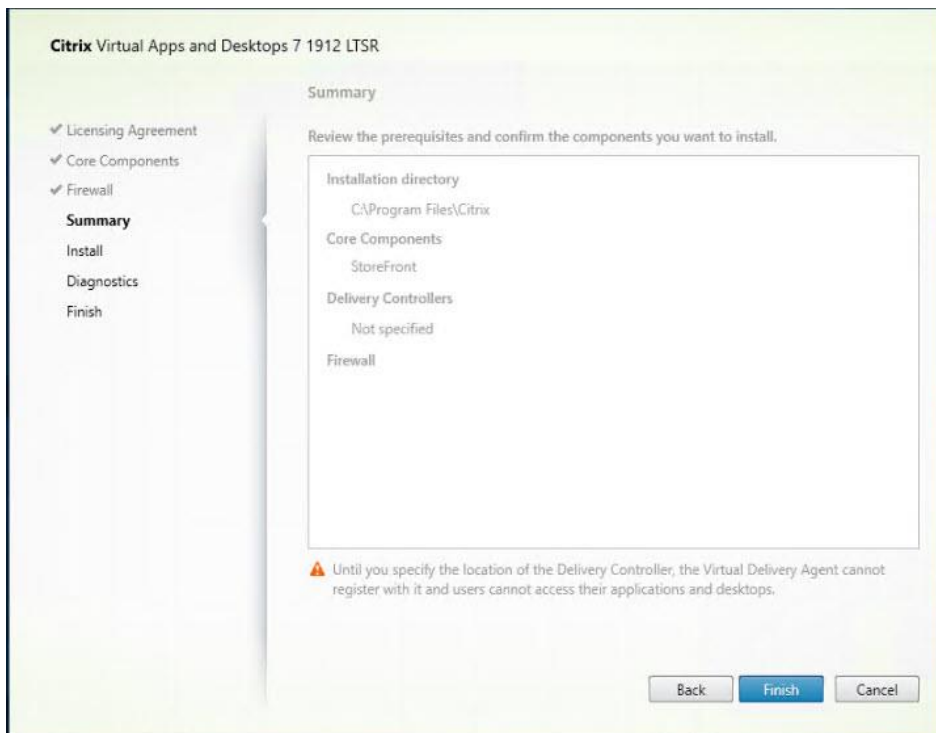 Citrix Virtual Apps and Desktops 7 1912 LTSR
Summary
Licensing Agreement
Core Components
Firewall
Summary
Install
Diagnostics
Finish
Review the prerequisites and confirm the components you want to install.
Installation directory
C:\Program Files\Citrix
Core Components
StoreFront
Delivery Controllers
Not specified
Firewall
Until you specify the location of the Delivery Controller, the Virtual Delivery Agent cannot
register with it and users cannot access their applications and desktops.
Back
Finish
Cancel